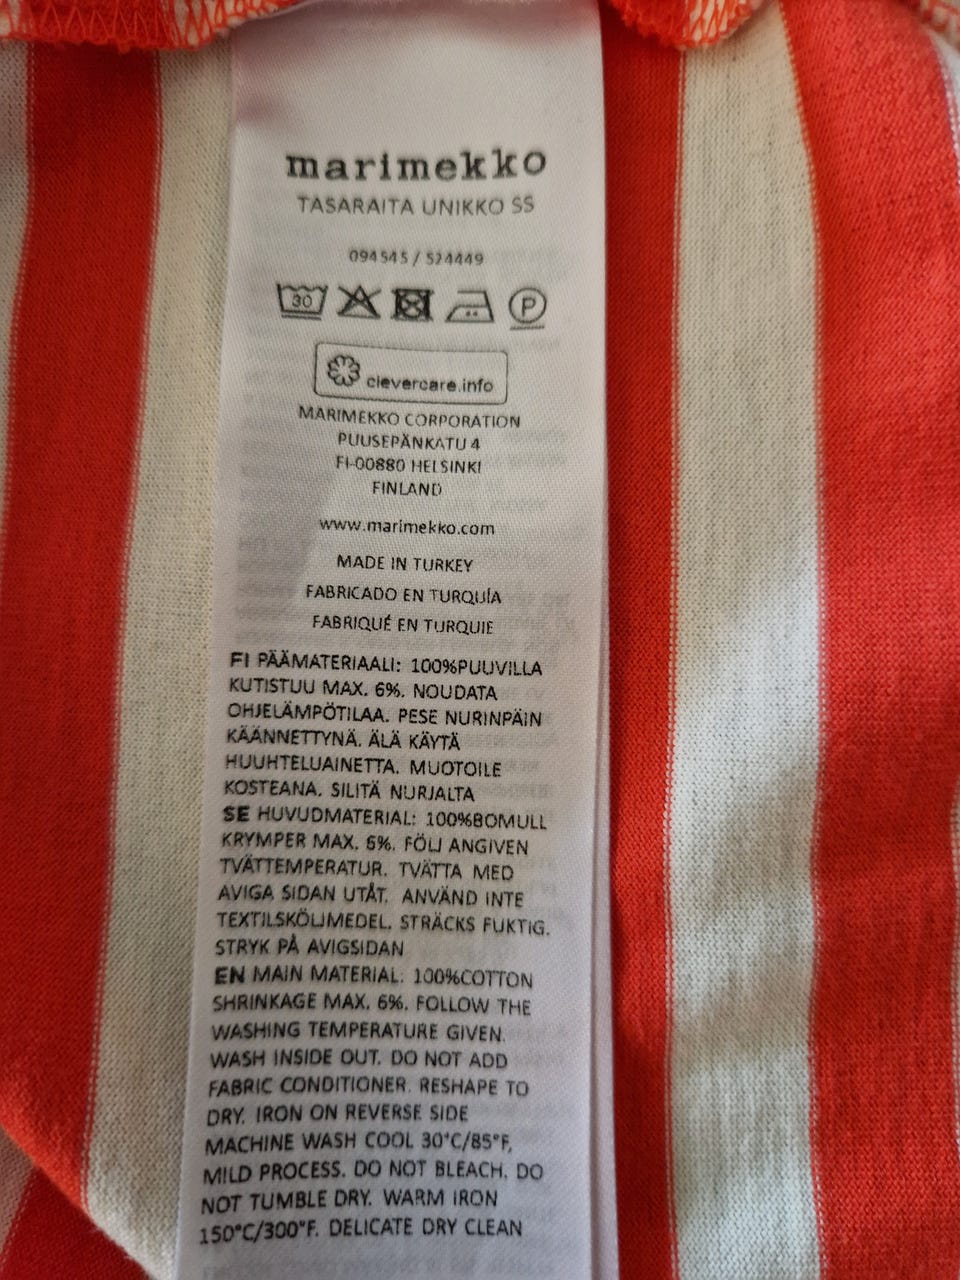 marimekko
TASARAITA UNIKKO SS
094545 / 524449
30 P
clevercare.info
MARIMEKKO CORPORATION
PUUSEPÄNKATU 4
FI-00880 HELSINKI
FINLAND
www.marimekko.com
MADE IN TURKEY
FABRICADO EN TURQUÍA
FABRIQUÉ EN TURQUIE
FI PÄÄMATERIAALI: 100%PUUVILLA
KUTISTUU MAX. 6%. NOUDATA
OHJELÄMPÖTILAA. PESE NURINPÄIN
KÄÄNNETTYNÄ. ÄLÄ KÄYTÄ
HUUHTELUAINETTA. MUOTOILE
KOSTEANA. SILITÄ NURJALTA
SE HUVUDMATERIAL: 100%BOMULL
KRYMPER MAX. 6%. FÖLJ ANGIVEN
TVÄTTEMPERATUR. TVÄTTA MED
AVIGA SIDAN UTÅT. ANVÄND INTE
TEXTILSKÖLJMEDEL. STRÄCKS FUKTIG.
STRYK PÅ AVIGSIDAN
EN MAIN MATERIAL: 100%COTTON
SHRINKAGE MAX. 6%. FOLLOW THE
WASHING TEMPERATURE GIVEN.
WASH INSIDE OUT. DO NOT ADD
FABRIC CONDITIONER. RESHAPE TO
DRY. IRON ON REVERSE SIDE
MACHINE WASH COOL 30°C/85°F,
MILD PROCESS. DO NOT BLEACH. DO
NOT TUMBLE DRY. WARM IRON
150°C/300°F. DELICATE DRY CLEAN